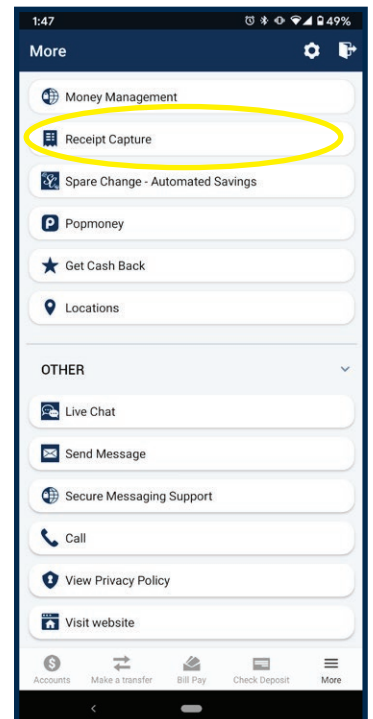 1:47
49%
More
Money Management
Receipt Capture
Spare Change - Automated Savings
Popmoney
Get Cash Back
Locations
OTHER
Live Chat
Send Message
Secure Messaging Support
Call
View Privacy Policy
Visit website
Accounts Make a transfer Bill Pay Check Deposit More